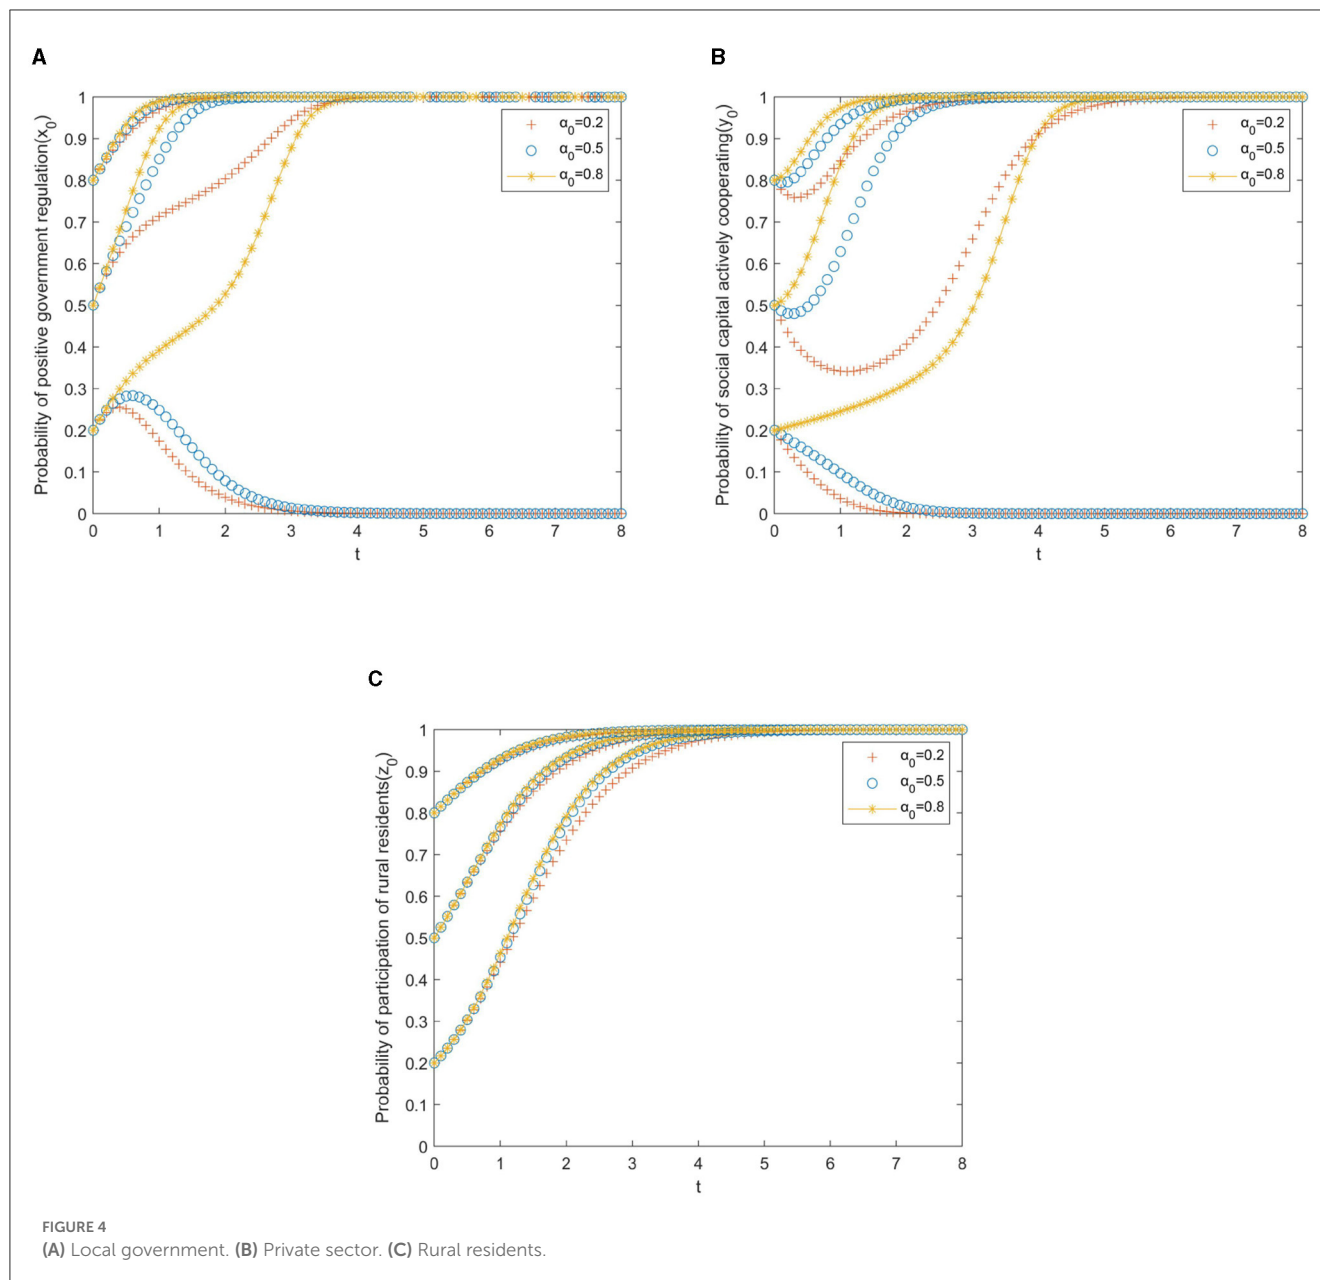 A
Probability of positive government regulation(x0)
1
0.9
0.8
0.7
0.6
0.5
0.4
0.3
0.2
0.1
0
0 1 2 3 4 5 6 7 8
t
α0=0.2
α0=0.5
α0=0.8
B
Probability of social capital actively cooperating(y0)
1
0.9
0.8
0.7
0.6
0.5
0.4
0.3
0.2
0.1
0
0 1 2 3 4 5 6 7 8
t
α0=0.2
α0=0.5
α0=0.8
C
Probability of participation of rural residents(z0)
1
0.9
0.8
0.7
0.6
0.5
0.4
0.3
0.2
0.1
0
0 1 2 3 4 5 6 7 8
t
α0=0.2
α0=0.5
α0=0.8
FIGURE 4
(A) Local government. (B) Private sector. (C) Rural residents.